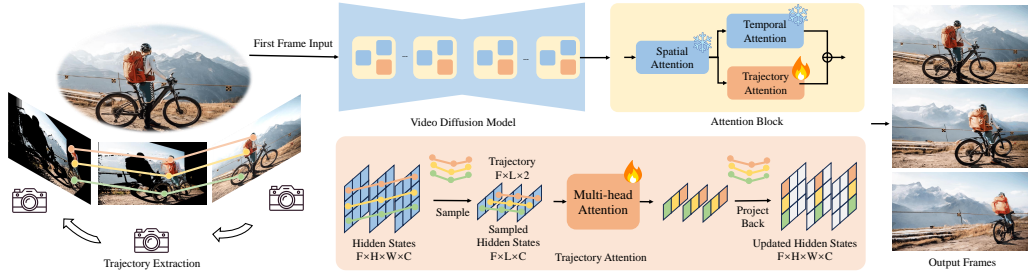 First Frame Input
Trajectory Extraction
Video Diffusion Model
Spatial
Attention
Temporal
Attention
Trajectory
Attention
Attention Block
Hidden States
F×H×W×C
Sample
Trajectory
F×L×2
Sampled
Hidden States
F×L×C
Multi-head
Attention
Trajectory Attention
Project
Back
Updated Hidden States
F×H×W×C
Output Frames